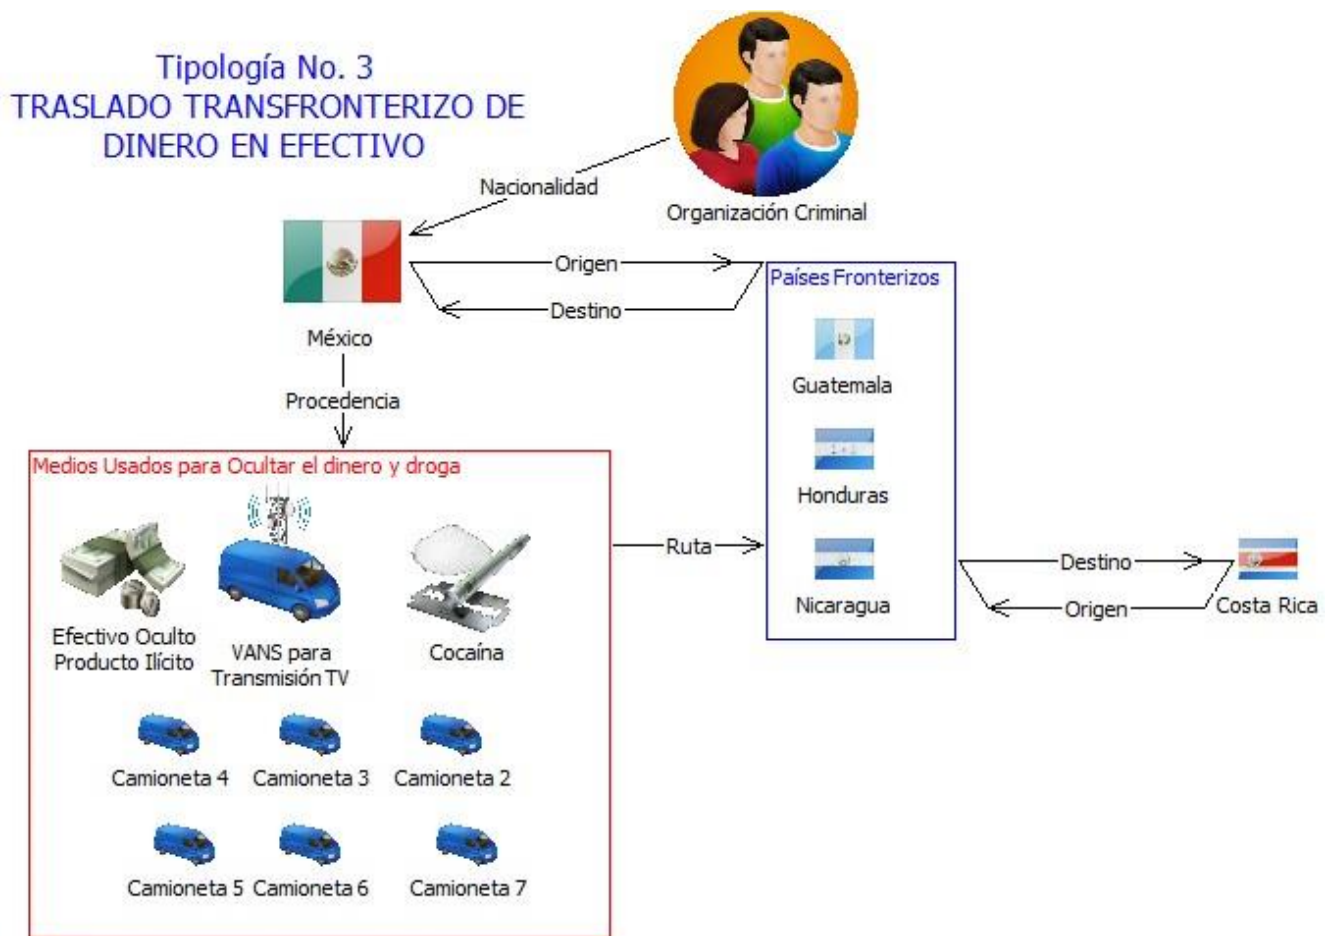 Tipología No. 3
TRASLADO TRANSFRONTERIZO DE
DINERO EN EFECTIVO
Organización Criminal
Nacionalidad
México
Origen
Destino
Países Fronterizos
Guatemala
Honduras
Nicaragua
Procedencia
Medios Usados para Ocultar el dinero y droga
Efectivo Oculto
Producto Ilícito
VANS para
Transmisión TV
Cocaína
Camioneta 4
Camioneta 3
Camioneta 2
Camioneta 5
Camioneta 6
Camioneta 7
Ruta
Destino
Origen
Costa Rica